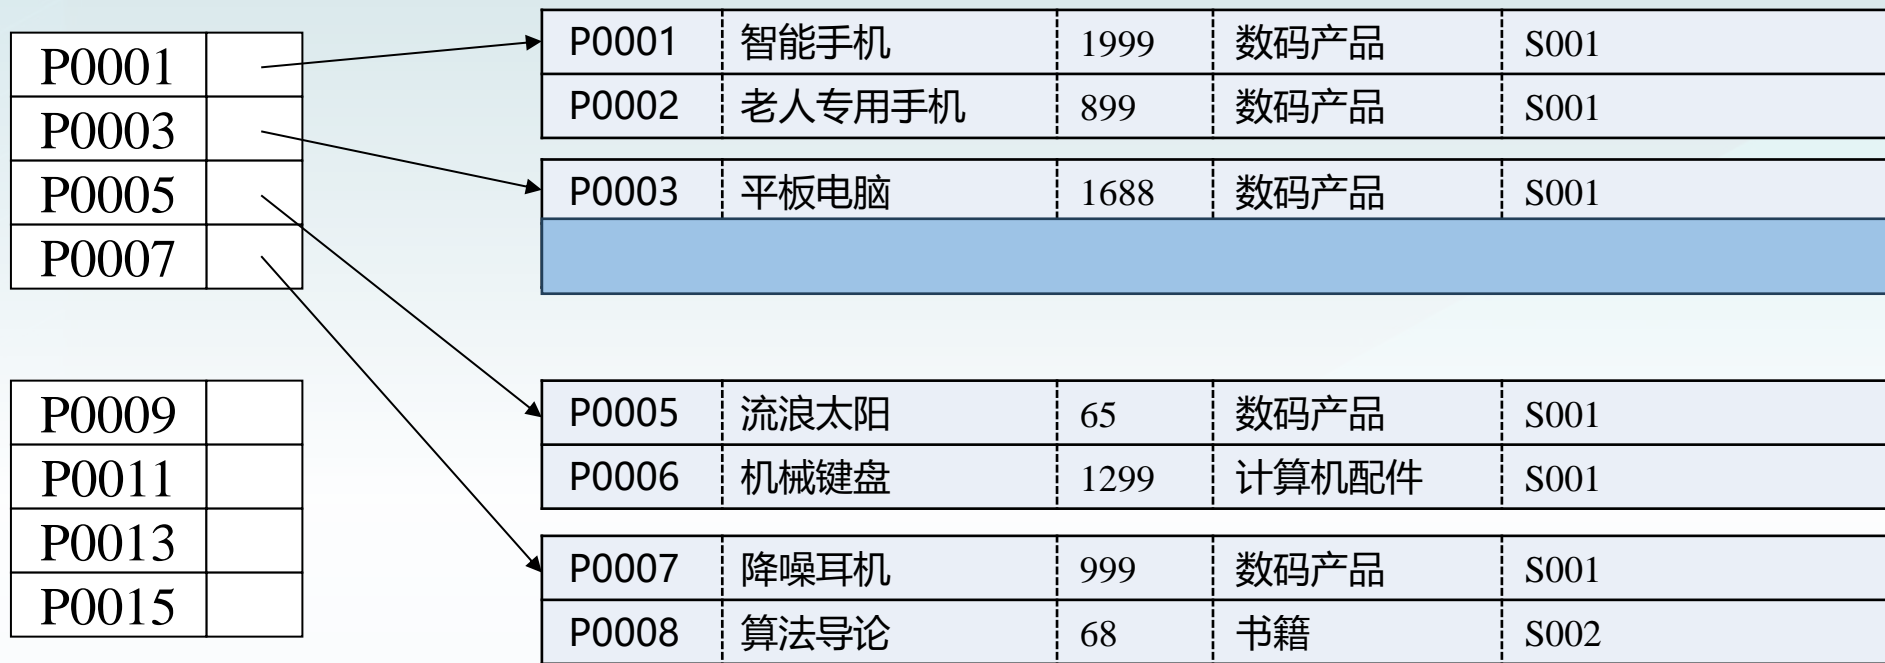 P0001
P0003
P0005
P0007
P0009
P0011
P0013
P0015
P0001 智能手机 1999 数码产品 S001
P0002 老人专用手机 899 数码产品 S001
P0003 平板电脑 1688 数码产品 S001
P0005 流浪太阳 65 数码产品 S001
P0006 机械键盘 1299 计算机配件 S001
P0007 降噪耳机 999 数码产品 S001
P0008 算法导论 68 书籍 S002